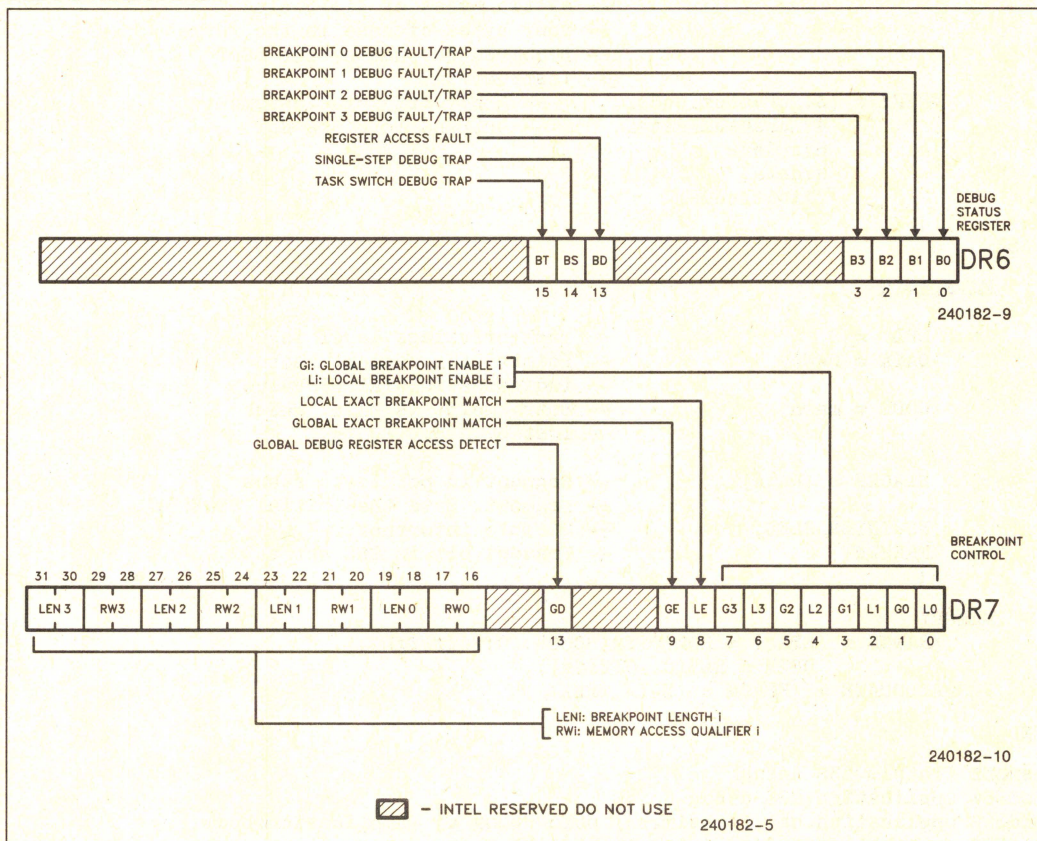 BREAKPOINT 0 DEBUG FAULT/TRAP
BREAKPOINT 1 DEBUG FAULT/TRAP
BREAKPOINT 2 DEBUG FAULT/TRAP
BREAKPOINT 3 DEBUG FAULT/TRAP
REGISTER ACCESS FAULT
SINGLE-STEP DEBUG TRAP
TASK SWITCH DEBUG TRAP
DEBUG
STATUS
REGISTER
BT BS BD B3 B2 B1 B0 DR6
15 14 13 3 2 1 0
240182-9
Gi: GLOBAL BREAKPOINT ENABLE i
Li: LOCAL BREAKPOINT ENABLE i
LOCAL EXACT BREAKPOINT MATCH
GLOBAL EXACT BREAKPOINT MATCH
GLOBAL DEBUG REGISTER ACCESS DETECT
BREAKPOINT
CONTROL
31 30 29 28 27 26 25 24 23 22 21 20 19 18 17 16
LEN 3 RW3 LEN 2 RW2 LEN 1 RW1 LEN 0 RW0 GD GE LE G3 L3 G2 L2 G1 L1 G0 L0 DR7
13 9 8 7 6 5 4 3 2 1 0
LENi: BREAKPOINT LENGTH i
RWi: MEMORY ACCESS QUALIFIER i
240182-10
- INTEL RESERVED DO NOT USE
240182-5